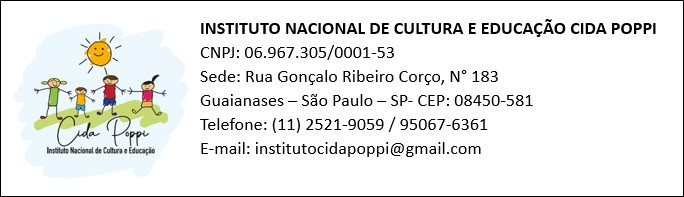 INSTITUTO NACIONAL DE CULTURA E EDUCAÇÃO CIDA POPPI
CNPJ: 06.967.305/0001-53
Sede: Rua Gonçalo Ribeiro Corço, N° 183
Guaianases – São Paulo – SP- CEP: 08450-581
Telefone: (11) 2521-9059 / 95067-6361
E-mail: institutocidapoppi@gmail.com
Cida Poppi
Instituto Nacional de Cultura e Educação